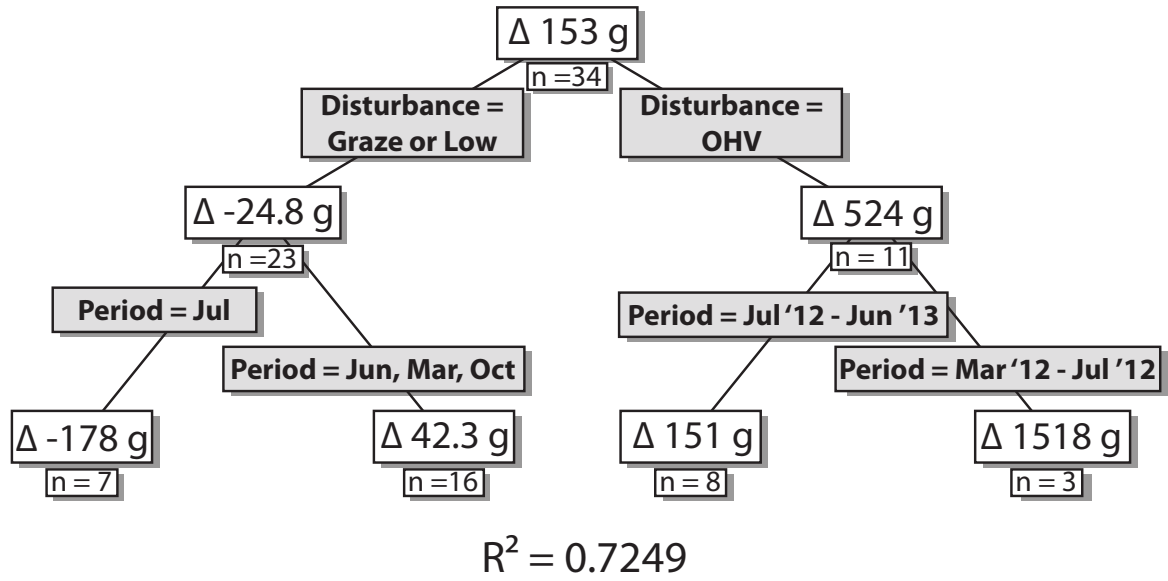 Δ 153 g
n =34
Disturbance =
Graze or Low
Disturbance =
OHV
Δ -24.8 g
n =23
Δ 524 g
n = 11
Period = Jul
Period = Jul ‘12 - Jun ’13
Period = Jun, Mar, Oct
Period = Mar ‘12 - Jul ’12
Δ -178 g
n = 7
Δ 42.3 g
n =16
Δ 151 g
n = 8
Δ 1518 g
n = 3
R² = 0.7249